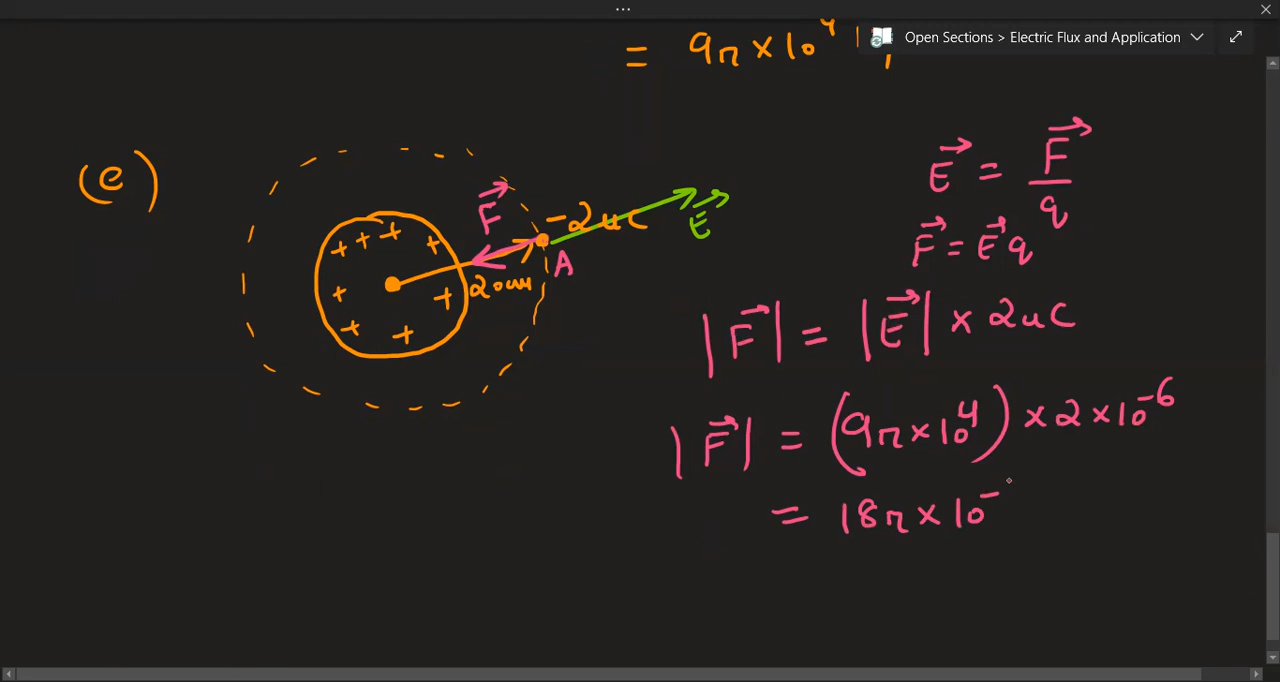 = 9π×10⁴
Open Sections > Electric Flux and Application
(e)
+ + + + + + + +
F⃗
-2uC
E⃗
A
20cm
E⃗ = F⃗/q
F⃗ = E⃗q
|F⃗| = |E⃗| × 2uC
|F⃗| = (9π×10⁴) × 2×10⁻⁶
= 18π×10⁻